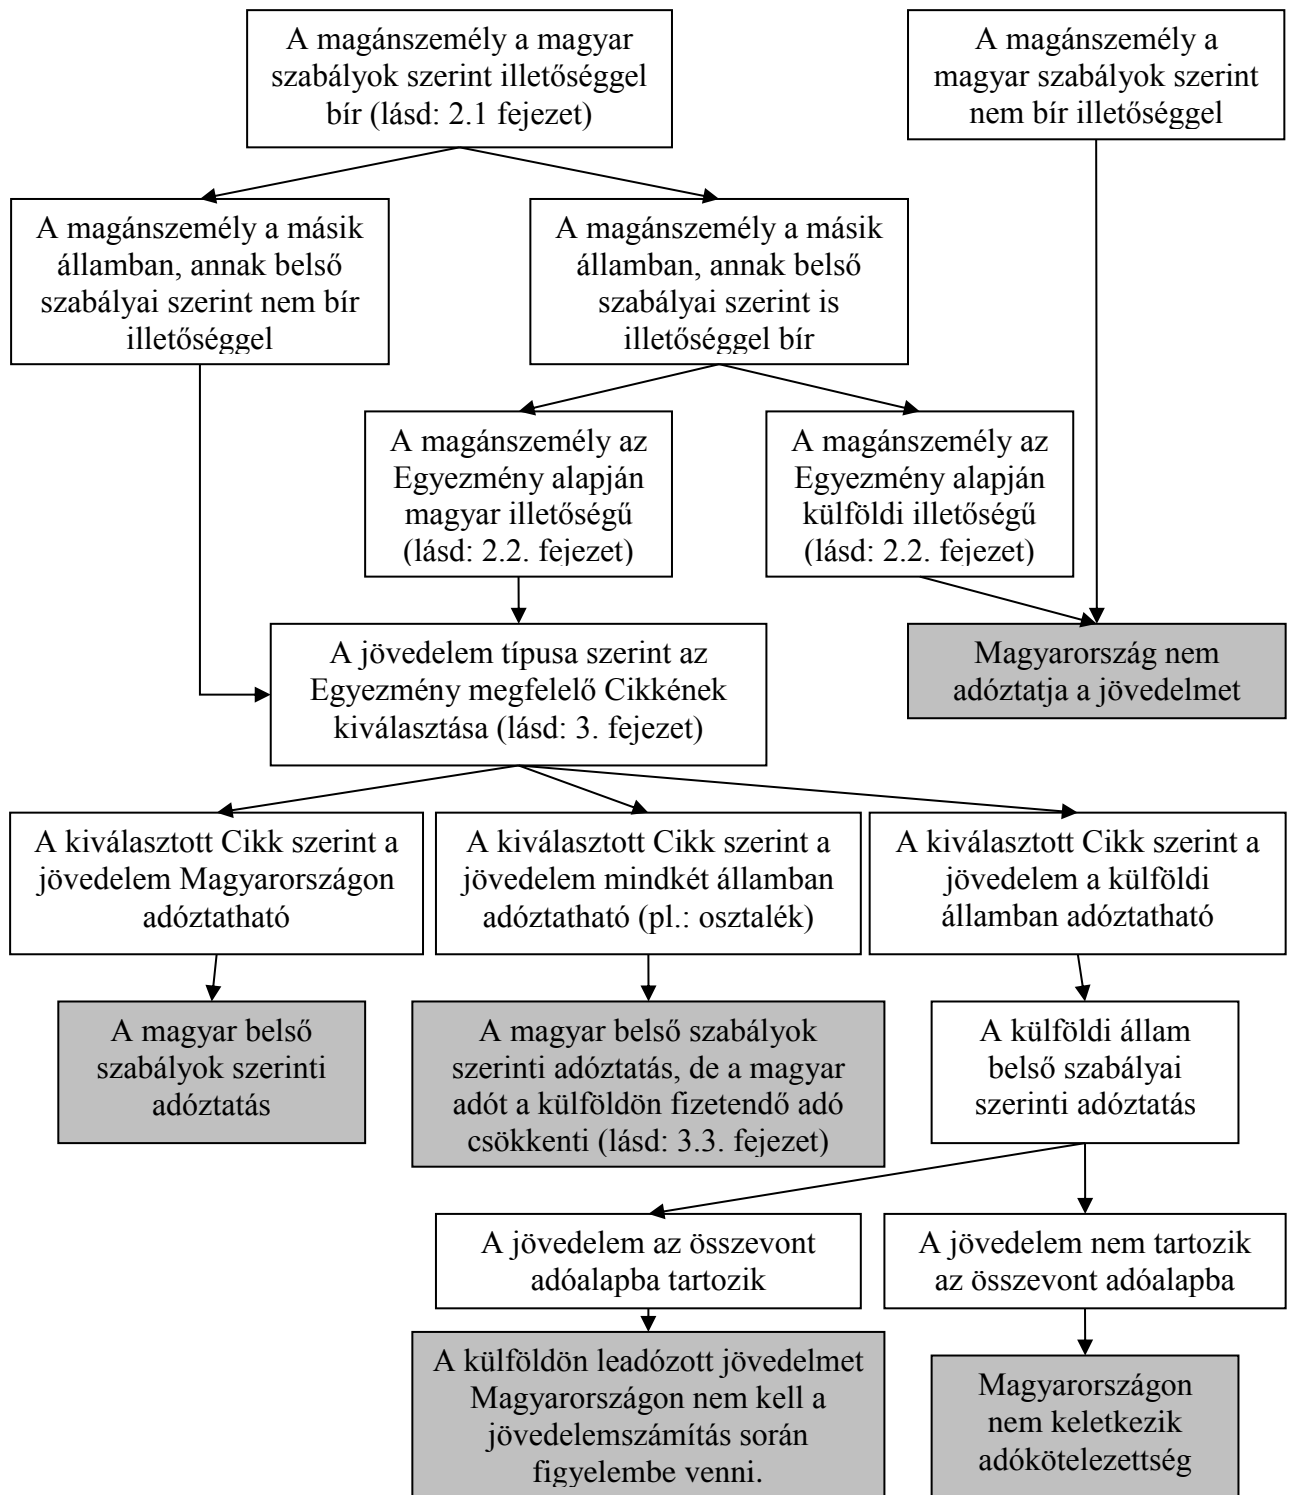 A magánszemély a magyar
szabályok szerint illetőséggel
bír (lásd: 2.1 fejezet)
A magánszemély a
magyar szabályok szerint
nem bír illetőséggel
A magánszemély a másik
államban, annak belső
szabályai szerint nem bír
illetőséggel
A magánszemély a másik
államban, annak belső
szabályai szerint is
illetőséggel bír
A magánszemély az
Egyezmény alapján
magyar illetőségű
(lásd: 2.2. fejezet)
A magánszemély az
Egyezmény alapján
külföldi illetőségű
(lásd: 2.2. fejezet)
A jövedelem típusa szerint az
Egyezmény megfelelő Cikkének
kiválasztása (lásd: 3. fejezet)
Magyarország nem
adóztatja a jövedelmet
A kiválasztott Cikk szerint a
jövedelem Magyarországon
adóztatható
A kiválasztott Cikk szerint a
jövedelem mindkét államban
adóztatható (pl.: osztalék)
A kiválasztott Cikk szerint a
jövedelem a külföldi
államban adóztatható
A magyar belső
szabályok szerinti
adóztatás
A magyar belső szabályok
szerinti adóztatás, de a magyar
adót a külföldön fizetendő adó
csökkenti (lásd: 3.3. fejezet)
A külföldi állam
belső szabályai
szerinti adóztatás
A jövedelem az összevont
adóalapba tartozik
A jövedelem nem tartozik
az összevont adóalapba
A külföldön leadózott jövedelmet
Magyarországon nem kell a
jövedelemszámítás során
figyelembe venni.
Magyarországon
nem keletkezik
adókötelezettség